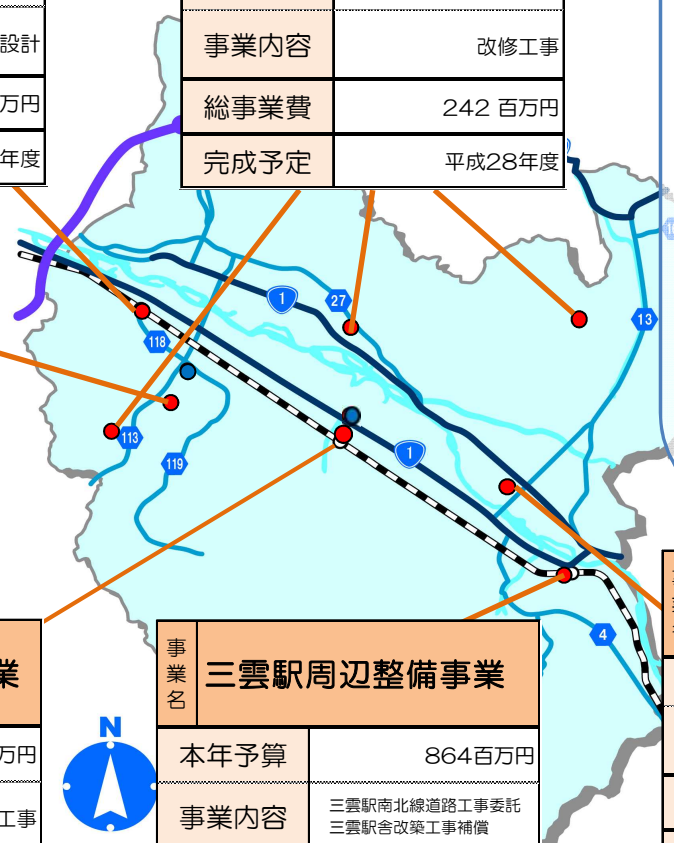 設計
万円
年度
事業内容 改修工事
総事業費 242 百万円
完成予定 平成28年度
1
27
13
118
113
119
1
4
業
万円
工事
N
事業名 三雲駅周辺整備事業
本年予算 864百万円
事業内容 三雲駅南北線道路工事委託
三雲駅舎改築工事補償